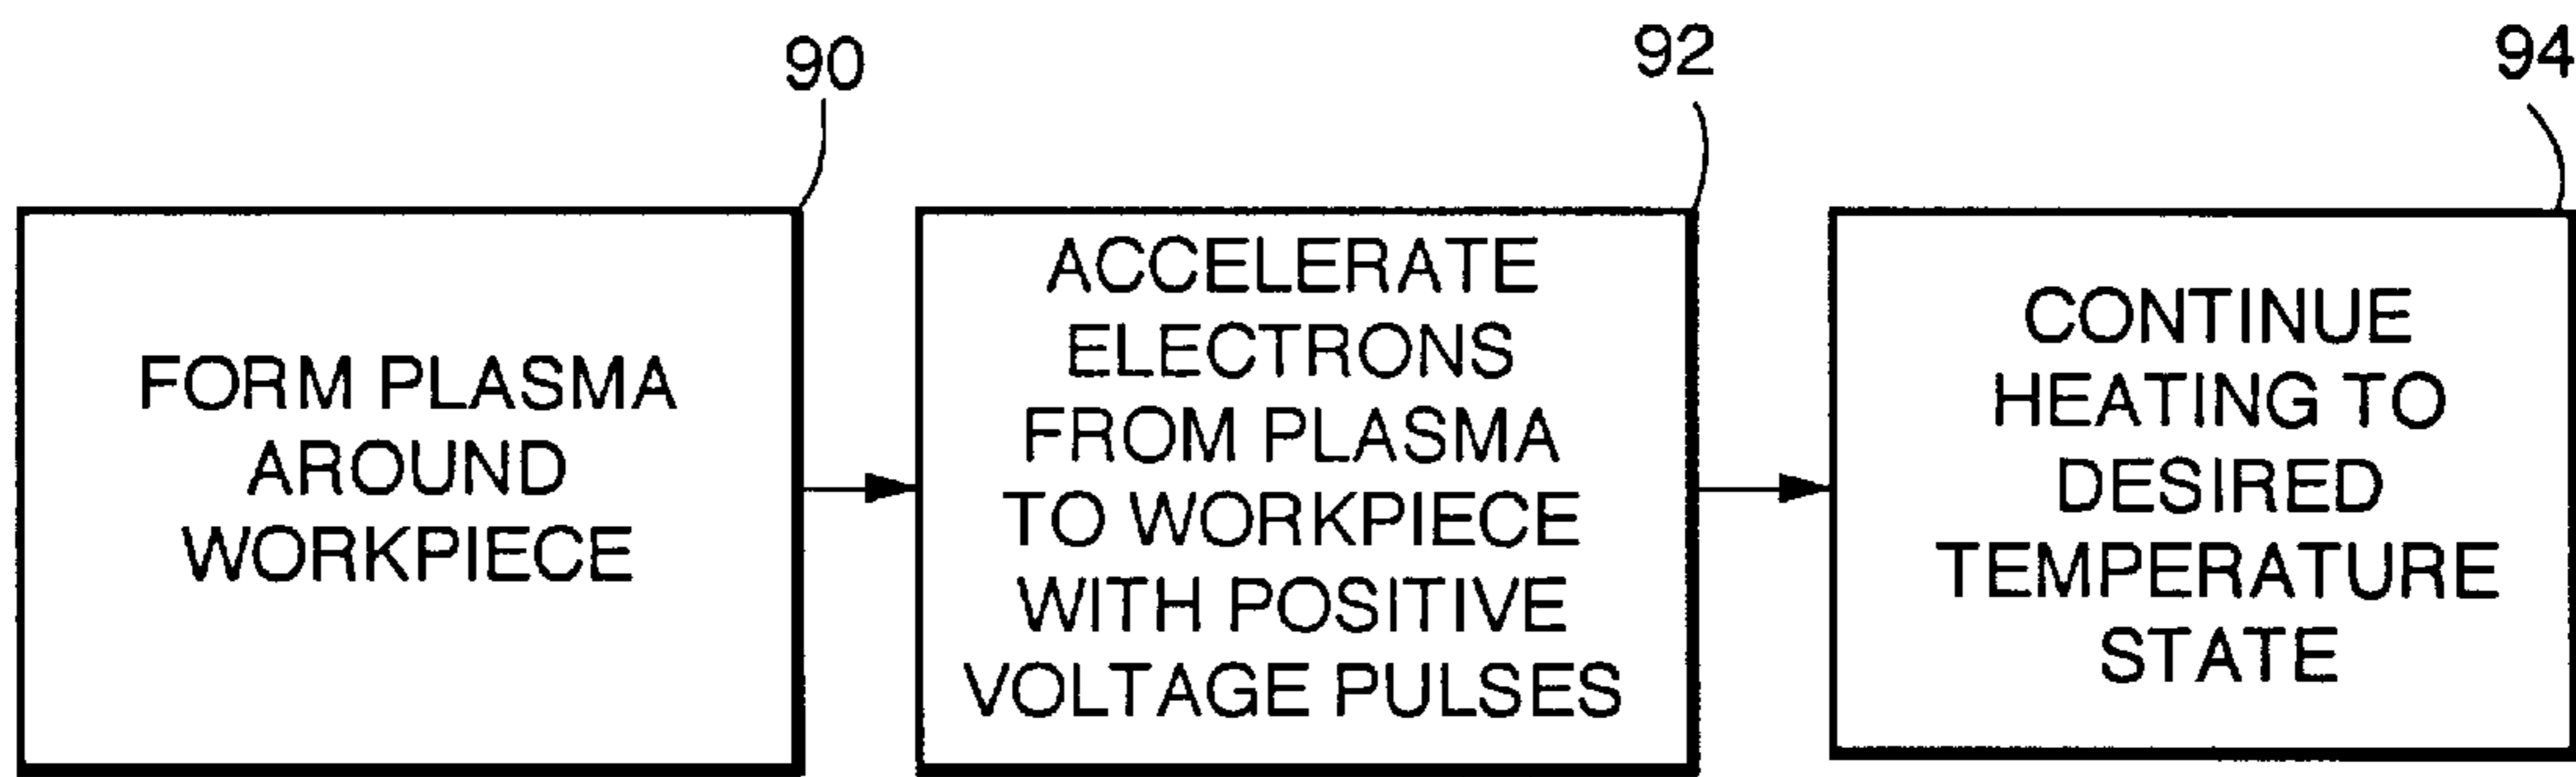 90
FORM PLASMA
AROUND
WORKPIECE
92
ACCELERATE
ELECTRONS
FROM PLASMA
TO WORKPIECE
WITH POSITIVE
VOLTAGE PULSES
94
CONTINUE
HEATING TO
DESIRED
TEMPERATURE
STATE